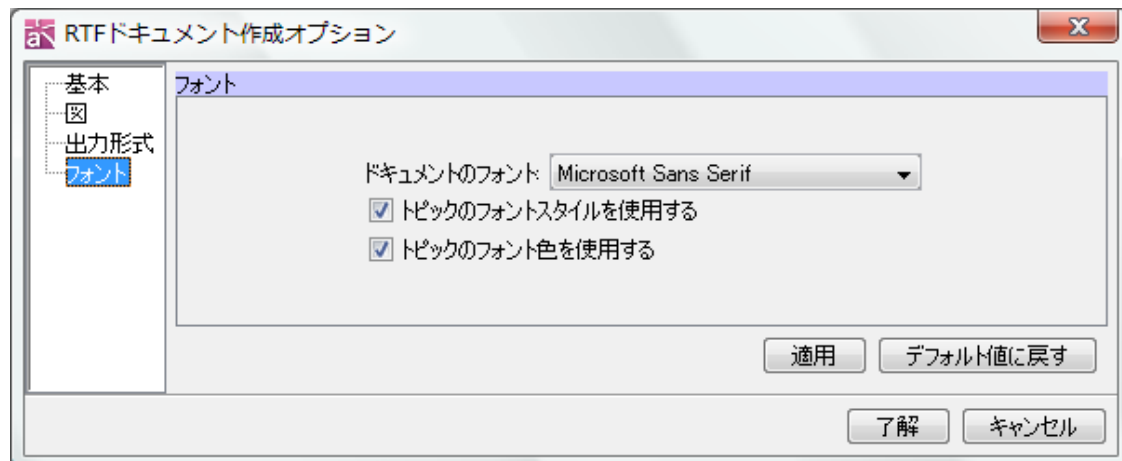 RTFドキュメント作成オプション
基本
図
出力形式
フォント
フォント
ドキュメントのフォント: Microsoft Sans Serif
トピックのフォントスタイルを使用する
トピックのフォント色を使用する
適用 デフォルト値に戻す
了解 キャンセル